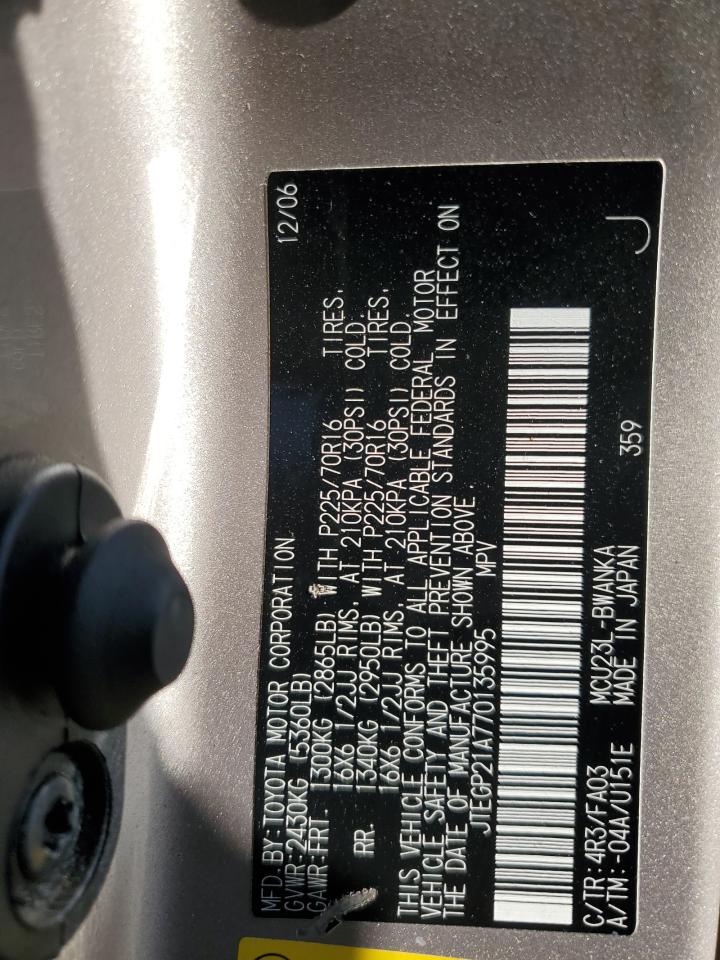 MFD. BY: TOYOTA MOTOR CORPORATION 12/06
GVWR: 2430KG (5360LB)
GAWR: FRT 1300KG (2865LB) WITH P225/70R16 TIRES,
16X6 1/2JJ RIMS, AT 210KPA (30PSI) COLD.
RR. 1340KG (2950LB) WITH P225/70R16 TIRES,
16X6 1/2JJ RIMS, AT 210KPA (30PSI) COLD.
THIS VEHICLE CONFORMS TO ALL APPLICABLE FEDERAL MOTOR
VEHICLE SAFETY AND THEFT PREVENTION STANDARDS IN EFFECT ON
THE DATE OF MANUFACTURE SHOWN ABOVE.
JTEGP21A770135995 MPV
C/TR: 4R3/FA03 MCU23L-BWANKA 359 J
A/TM: -04A/U151E MADE IN JAPAN